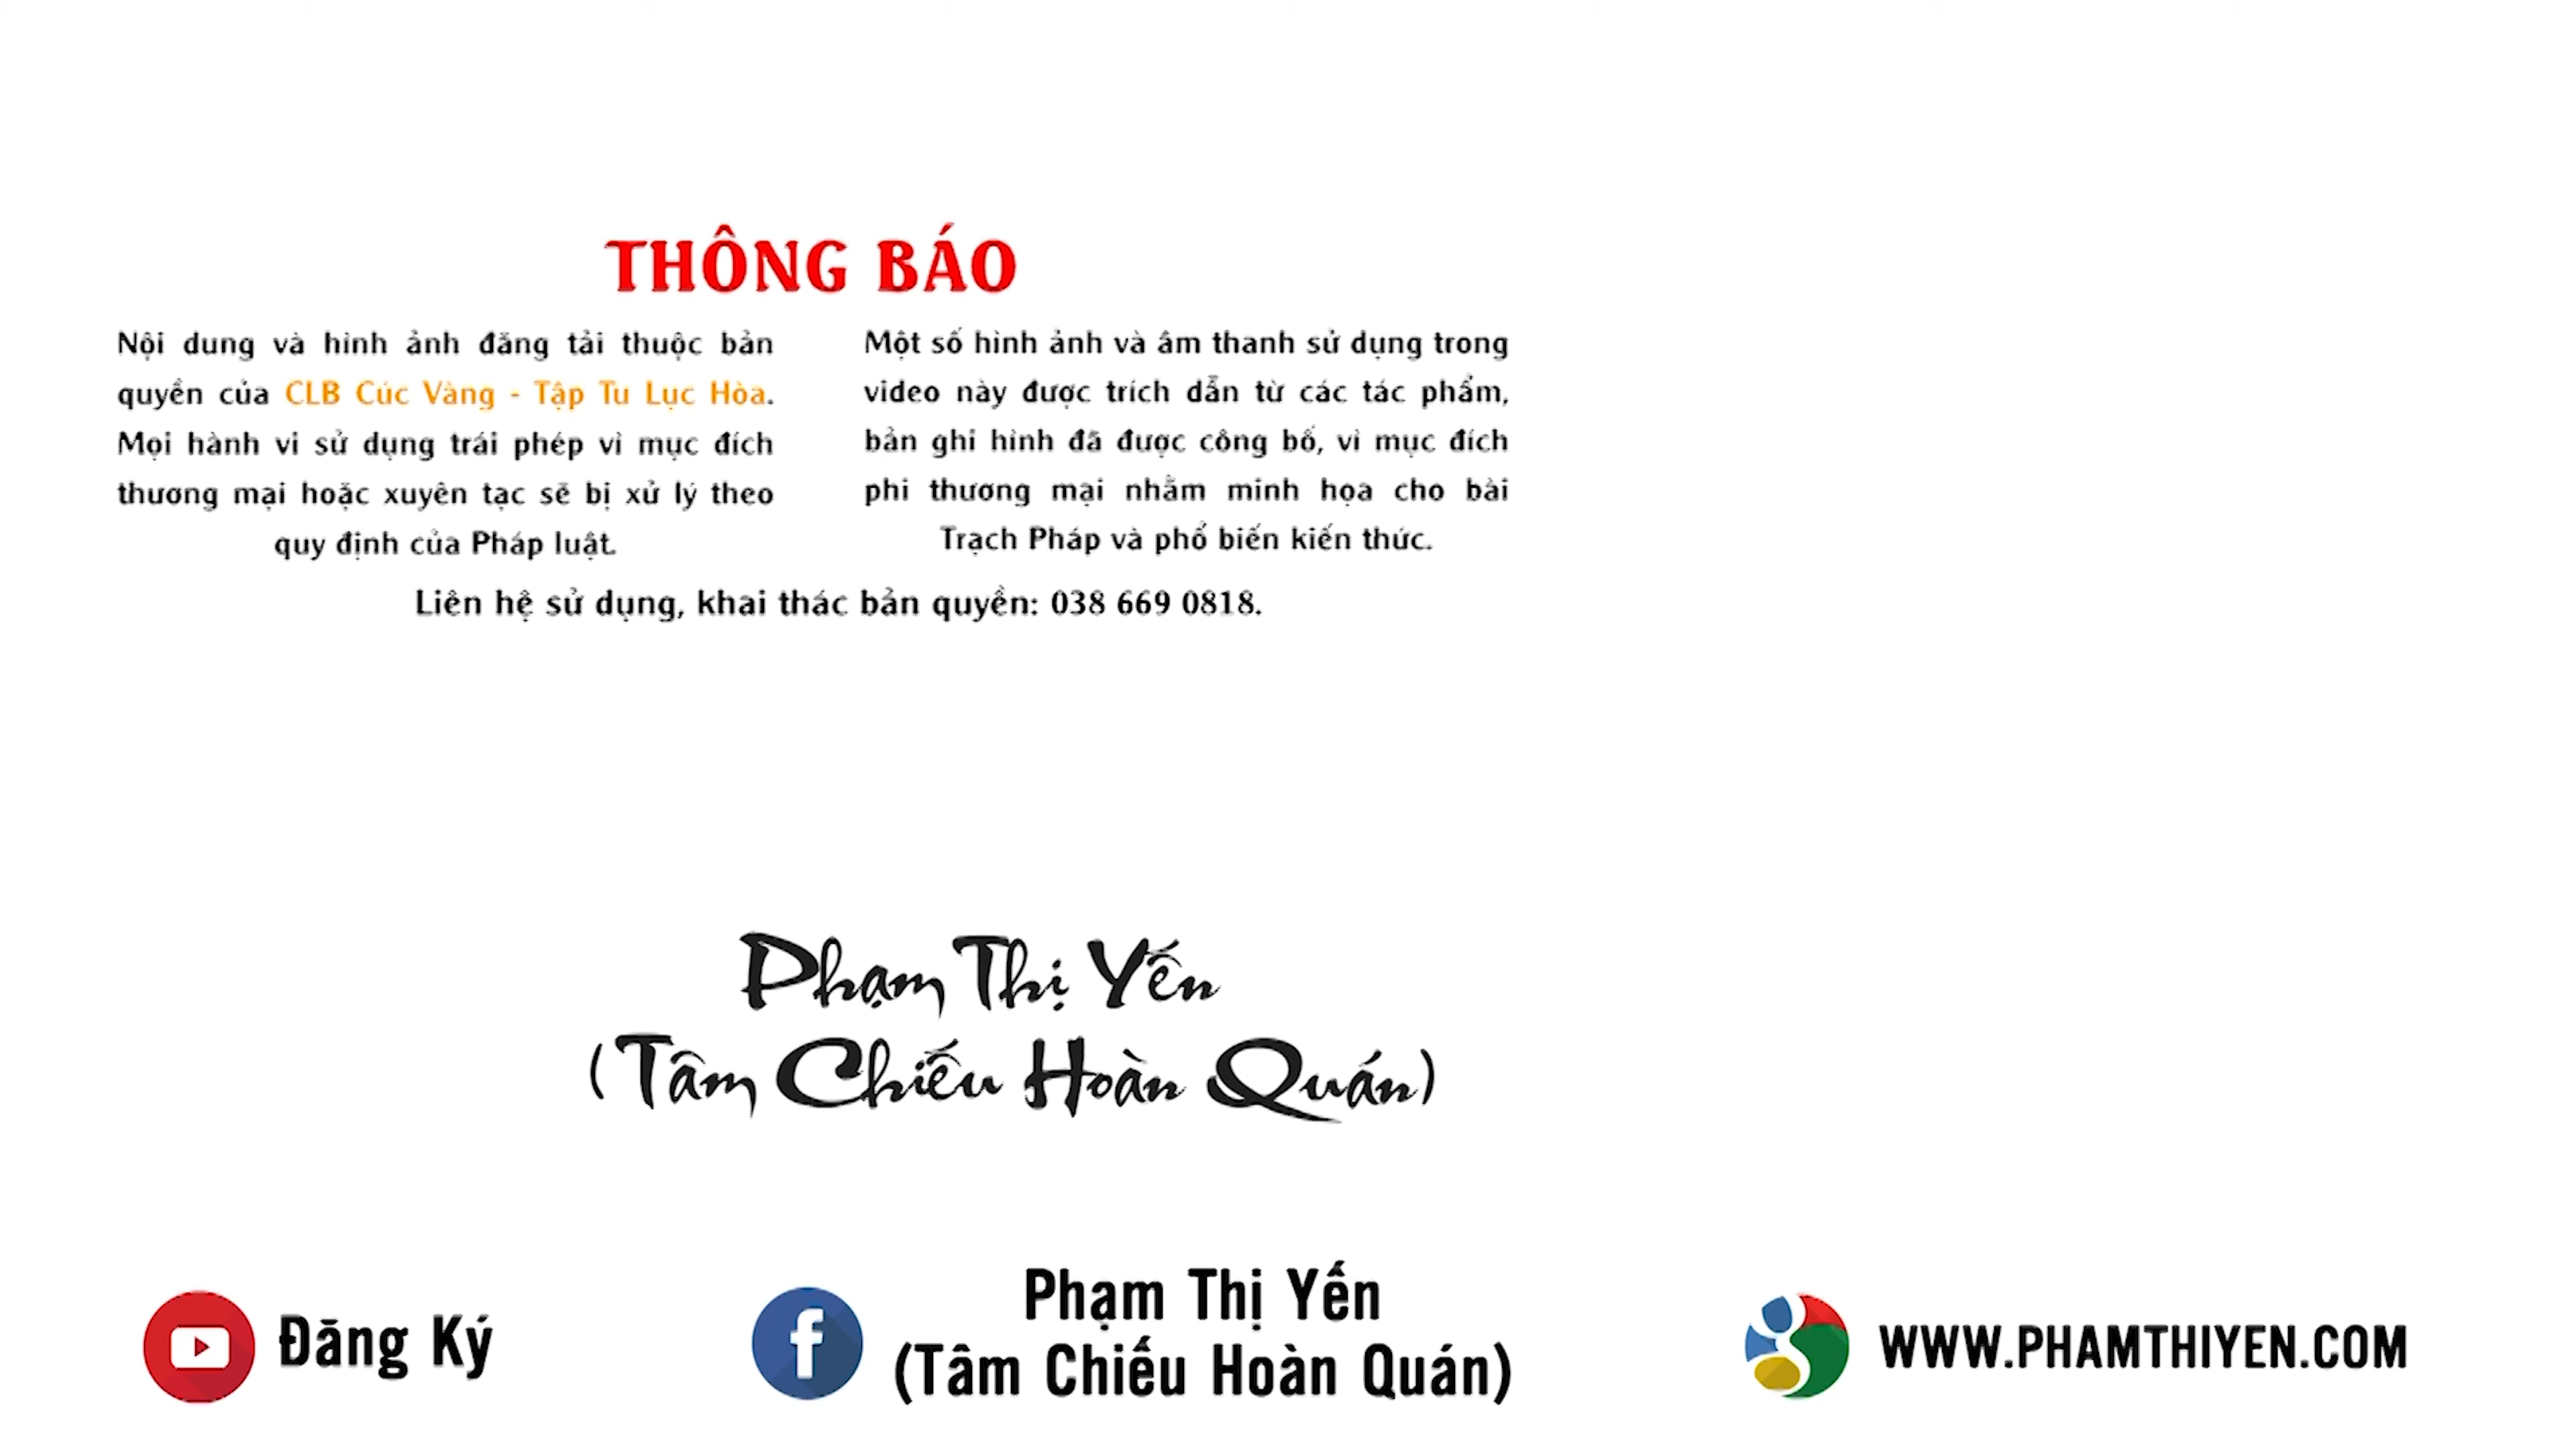 THÔNG BÁO
Nội dung và hình ảnh đăng tải thuộc bản
quyền của CLB Cúc Vàng - Tập Tu Lục Hòa.
Mọi hành vi sử dụng trái phép vì mục đích
thương mại hoặc xuyên tạc sẽ bị xử lý theo
quy định của Pháp luật.
Một số hình ảnh và âm thanh sử dụng trong
video này được trích dẫn từ các tác phẩm,
bản ghi hình đã được công bố, vì mục đích
phi thương mại nhằm minh họa cho bài
Trạch Pháp và phổ biến kiến thức.
Liên hệ sử dụng, khai thác bản quyền: 038 669 0818.
Phạm Thị Yến
(Tâm Chiếu Hoàn Quán)
Đăng Ký
Phạm Thị Yến
(Tâm Chiếu Hoàn Quán)
WWW.PHAMTHIYEN.COM